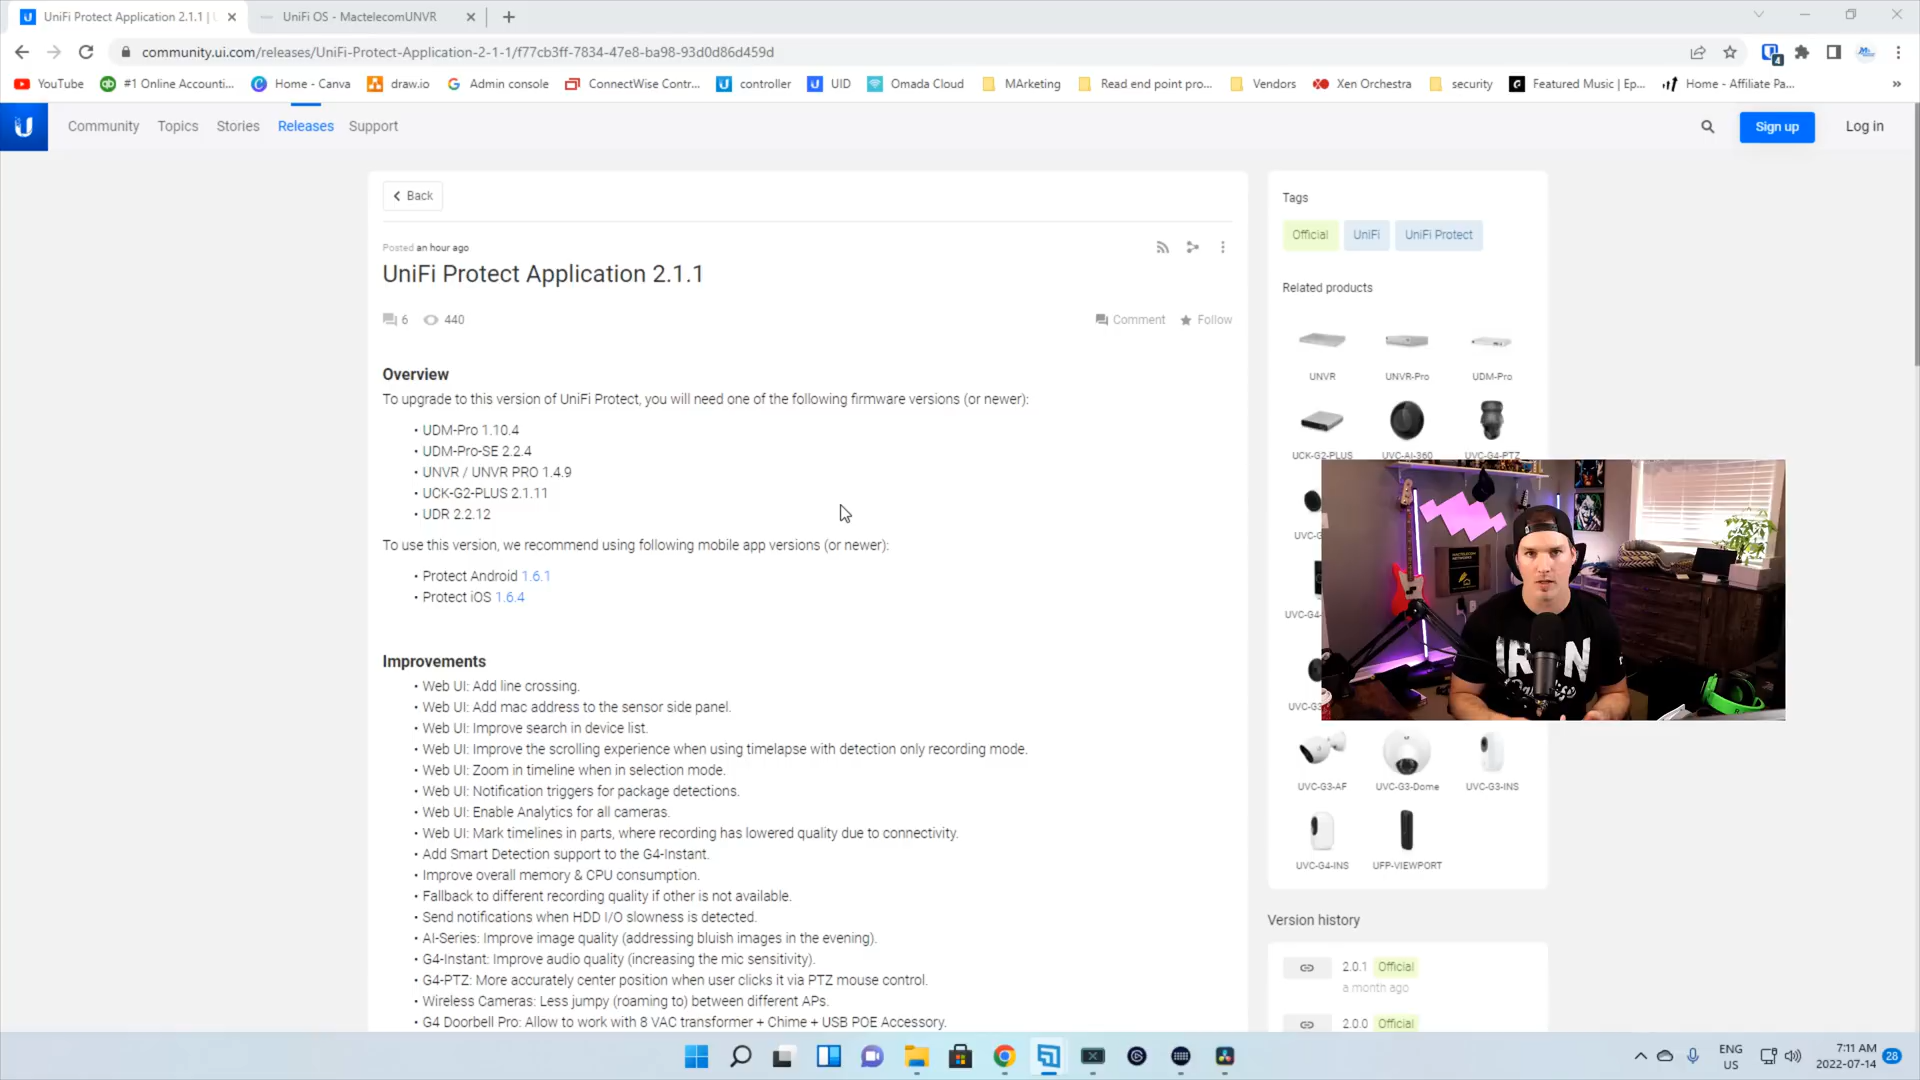 UniFi Protect Application 2.1.1 |
UniFi OS - MactelecomUNVR
community.ui.com/releases/UniFi-Protect-Application-2-1-1/f77cb3ff-7834-47e8-ba98-93d0d86d459d
YouTube
#1 Online Accounti...
Home - Canva
draw.io
Admin console
ConnectWise Contr...
controller
UID
Omada Cloud
MArketing
Read end point pro...
Vendors
Xen Orchestra
security
Featured Music | Ep...
Home - Affiliate Pa...
Community
Topics
Stories
Releases
Support
Sign up
Log in
Back
Posted an hour ago
UniFi Protect Application 2.1.1
6
440
Comment
Follow
Overview
To upgrade to this version of UniFi Protect, you will need one of the following firmware versions (or newer):
• UDM-Pro 1.10.4
• UDM-Pro-SE 2.2.4
• UNVR / UNVR PRO 1.4.9
• UCK-G2-PLUS 2.1.11
• UDR 2.2.12
To use this version, we recommend using following mobile app versions (or newer):
• Protect Android 1.6.1
• Protect iOS 1.6.4
Improvements
• Web UI: Add line crossing.
• Web UI: Add mac address to the sensor side panel.
• Web UI: Improve search in device list.
• Web UI: Improve the scrolling experience when using timelapse with detection only recording mode.
• Web UI: Zoom in timeline when in selection mode.
• Web UI: Notification triggers for package detections.
• Web UI: Enable Analytics for all cameras.
• Web UI: Mark timelines in parts, where recording has lowered quality due to connectivity.
• Add Smart Detection support to the G4-Instant.
• Improve overall memory & CPU consumption.
• Fallback to different recording quality if other is not available.
• Send notifications when HDD I/O slowness is detected.
• AI-Series: Improve image quality (addressing bluish images in the evening).
• G4-Instant: Improve audio quality (increasing the mic sensitivity).
• G4-PTZ: More accurately center position when user clicks it via PTZ mouse control.
• Wireless Cameras: Less jumpy (roaming to) between different APs.
• G4 Doorbell Pro: Allow to work with 8 VAC transformer + Chime + USB POE Accessory.
Tags
Official
UniFi
UniFi Protect
Related products
UNVR
UNVR-Pro
UDM-Pro
UCK-G2-PLUS
UVC-AI-360
UVC-G4-PTZ
UVC-G3-AF
UVC-G3-Dome
UVC-G3-INS
UVC-G4-INS
UFP-VIEWPORT
Version history
2.0.1 Official
a month ago
2.0.0 Official
ENG
US
7:11 AM
2022-07-14
28